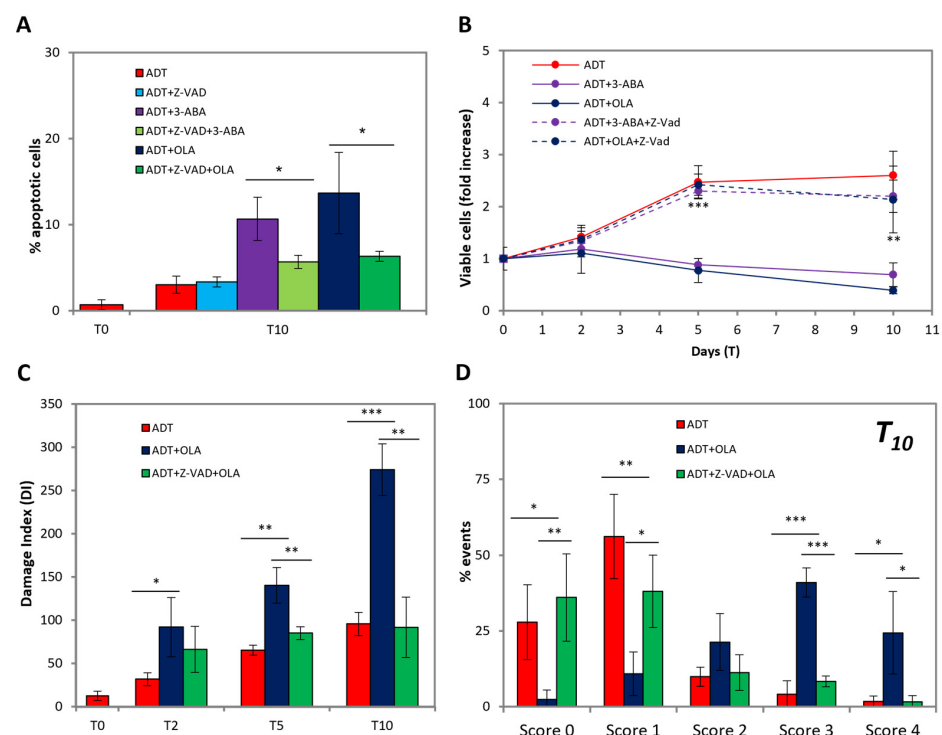 A
% apoptotic cells
30
20
10
0
ADT
ADT+Z-VAD
ADT+3-ABA
ADT+Z-VAD+3-ABA
ADT+OLA
ADT+Z-VAD+OLA
*
*
T0 T10
B
Viable cells (fold increase)
5
4
3
2
1
0
ADT
ADT+3-ABA
ADT+OLA
ADT+3-ABA+Z-Vad
ADT+OLA+Z-Vad
***
**
0 1 2 3 4 5 6 7 8 9 10 11
Days (T)
C
Damage Index (DI)
350
300
250
200
150
100
50
0
ADT
ADT+OLA
ADT+Z-VAD+OLA
*
**
**
***
**
T0 T2 T5 T10
D
% events
100
75
50
25
0
ADT
ADT+OLA
ADT+Z-VAD+OLA
T10
*
**
**
*
***
***
*
*
Score 0 Score 1 Score 2 Score 3 Score 4